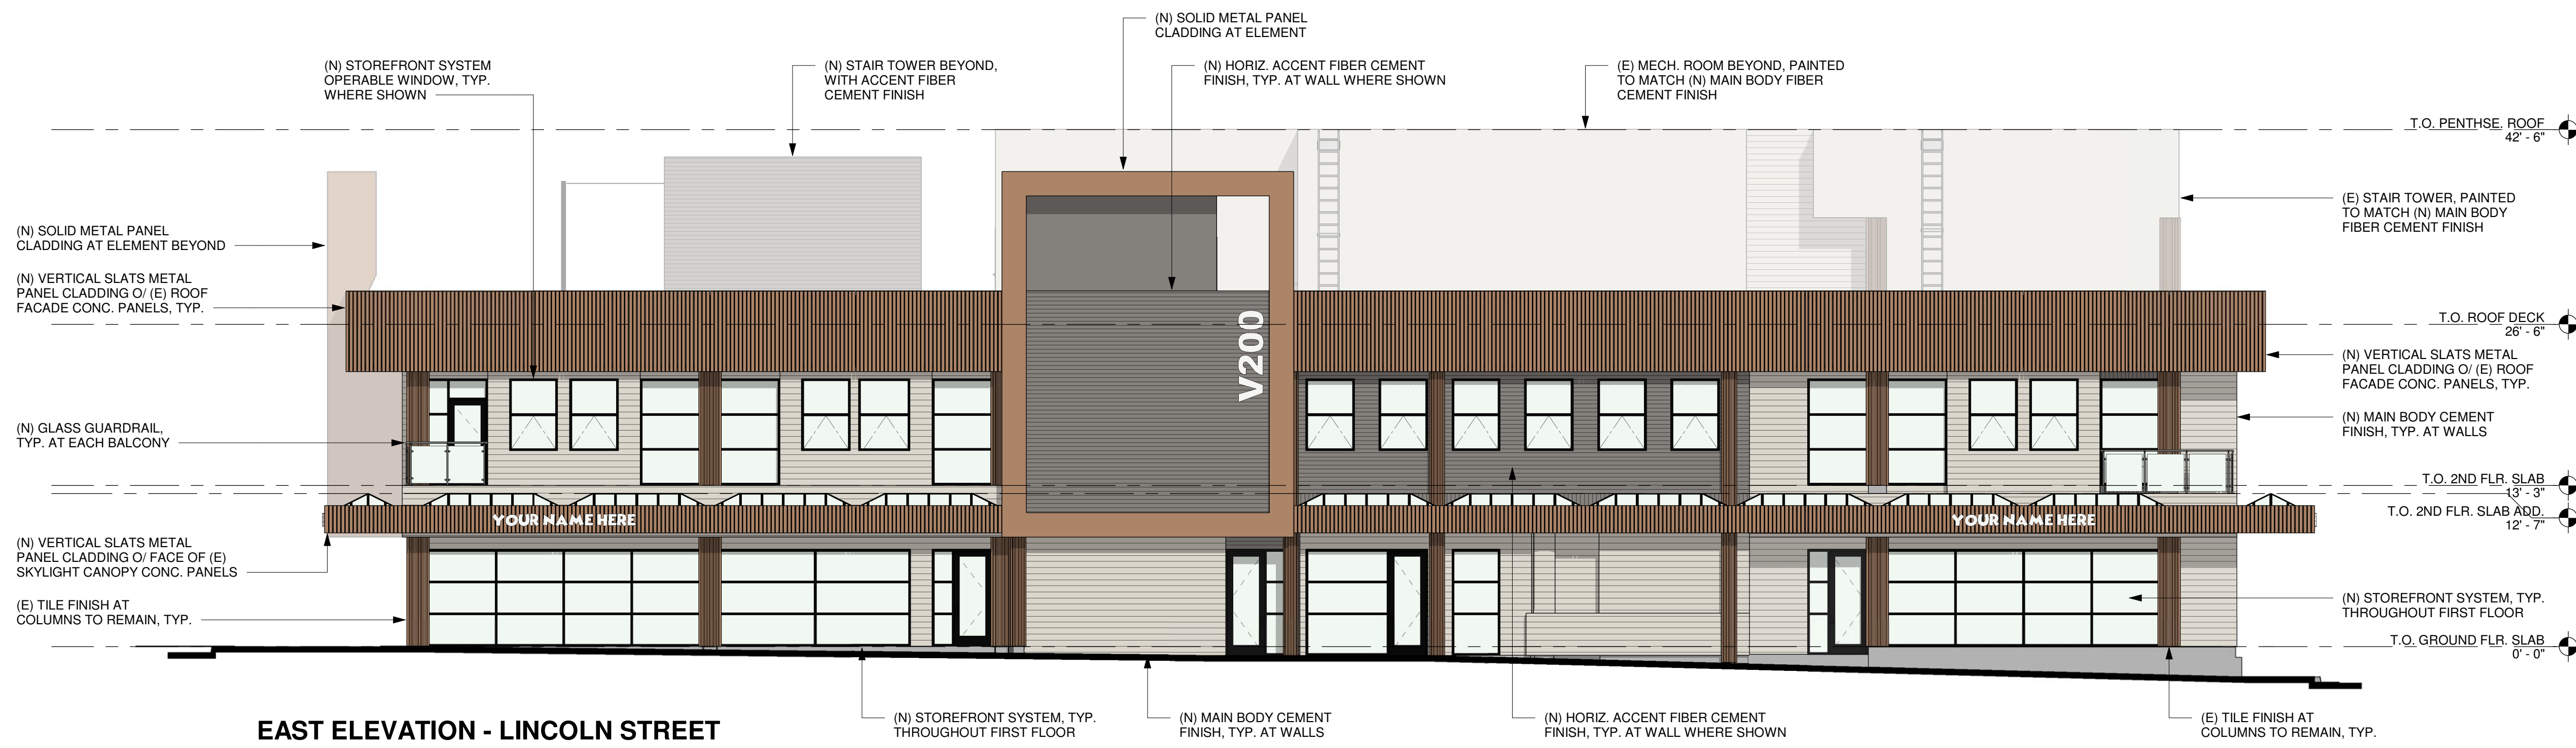 (N) SOLID METAL PANEL
CLADDING AT ELEMENT
(N) STOREFRONT SYSTEM
OPERABLE WINDOW, TYP.
WHERE SHOWN
(N) STAIR TOWER BEYOND,
WITH ACCENT FIBER
CEMENT FINISH
(N) HORIZ. ACCENT FIBER CEMENT
FINISH, TYP. AT WALL WHERE SHOWN
(E) MECH. ROOM BEYOND, PAINTED
TO MATCH (N) MAIN BODY FIBER
CEMENT FINISH
T.O. PENTHSE. ROOF
42' - 6"
(E) STAIR TOWER, PAINTED
TO MATCH (N) MAIN BODY
FIBER CEMENT FINISH
(N) SOLID METAL PANEL
CLADDING AT ELEMENT BEYOND
(N) VERTICAL SLATS METAL
PANEL CLADDING O/ (E) ROOF
FACADE CONC. PANELS, TYP.
T.O. ROOF DECK
26' - 6"
V200
(N) VERTICAL SLATS METAL
PANEL CLADDING O/ (E) ROOF
FACADE CONC. PANELS, TYP.
(N) GLASS GUARDRAIL,
TYP. AT EACH BALCONY
(N) MAIN BODY CEMENT
FINISH, TYP. AT WALLS
T.O. 2ND FLR. SLAB
13' - 3"
T.O. 2ND FLR. SLAB ADD.
12' - 7"
YOUR NAME HERE
YOUR NAME HERE
(N) VERTICAL SLATS METAL
PANEL CLADDING O/ FACE OF (E)
SKYLIGHT CANOPY CONC. PANELS
(E) TILE FINISH AT
COLUMNS TO REMAIN, TYP.
(N) STOREFRONT SYSTEM, TYP.
THROUGHOUT FIRST FLOOR
T.O. GROUND FLR. SLAB
0' - 0"
EAST ELEVATION - LINCOLN STREET
(N) STOREFRONT SYSTEM, TYP.
THROUGHOUT FIRST FLOOR
(N) MAIN BODY CEMENT
FINISH, TYP. AT WALLS
(N) HORIZ. ACCENT FIBER CEMENT
FINISH, TYP. AT WALL WHERE SHOWN
(E) TILE FINISH AT
COLUMNS TO REMAIN, TYP.